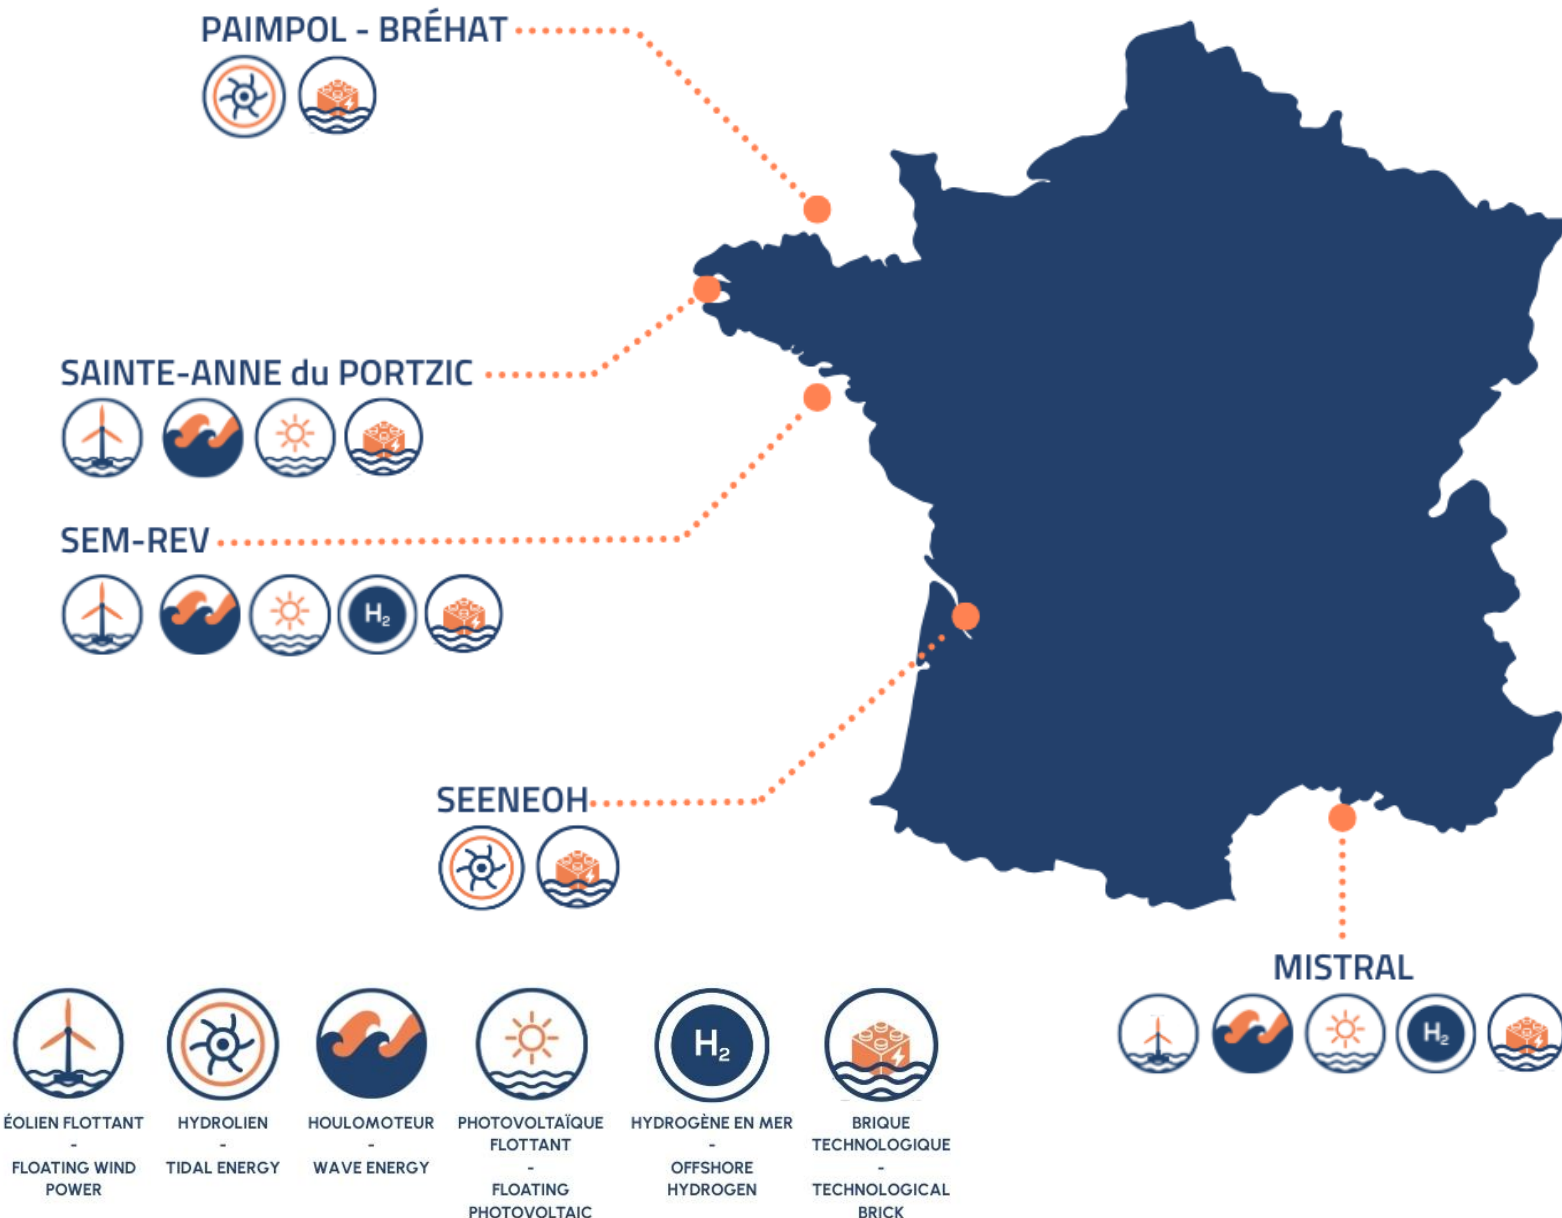 PAIMPOL - BRÉHAT
SAINTE-ANNE du PORTZIC
SEM-REV
H₂
SEENEOH
MISTRAL
H₂
H₂
ÉOLIEN FLOTTANT
-
FLOATING WIND
POWER
HYDROLIEN
-
TIDAL ENERGY
HOULOMOTEUR
-
WAVE ENERGY
PHOTOVOLTAÏQUE
FLOTTANT
-
FLOATING
PHOTOVOLTAIC
HYDROGÈNE EN MER
-
OFFSHORE
HYDROGEN
BRIQUE
TECHNOLOGIQUE
-
TECHNOLOGICAL
BRICK